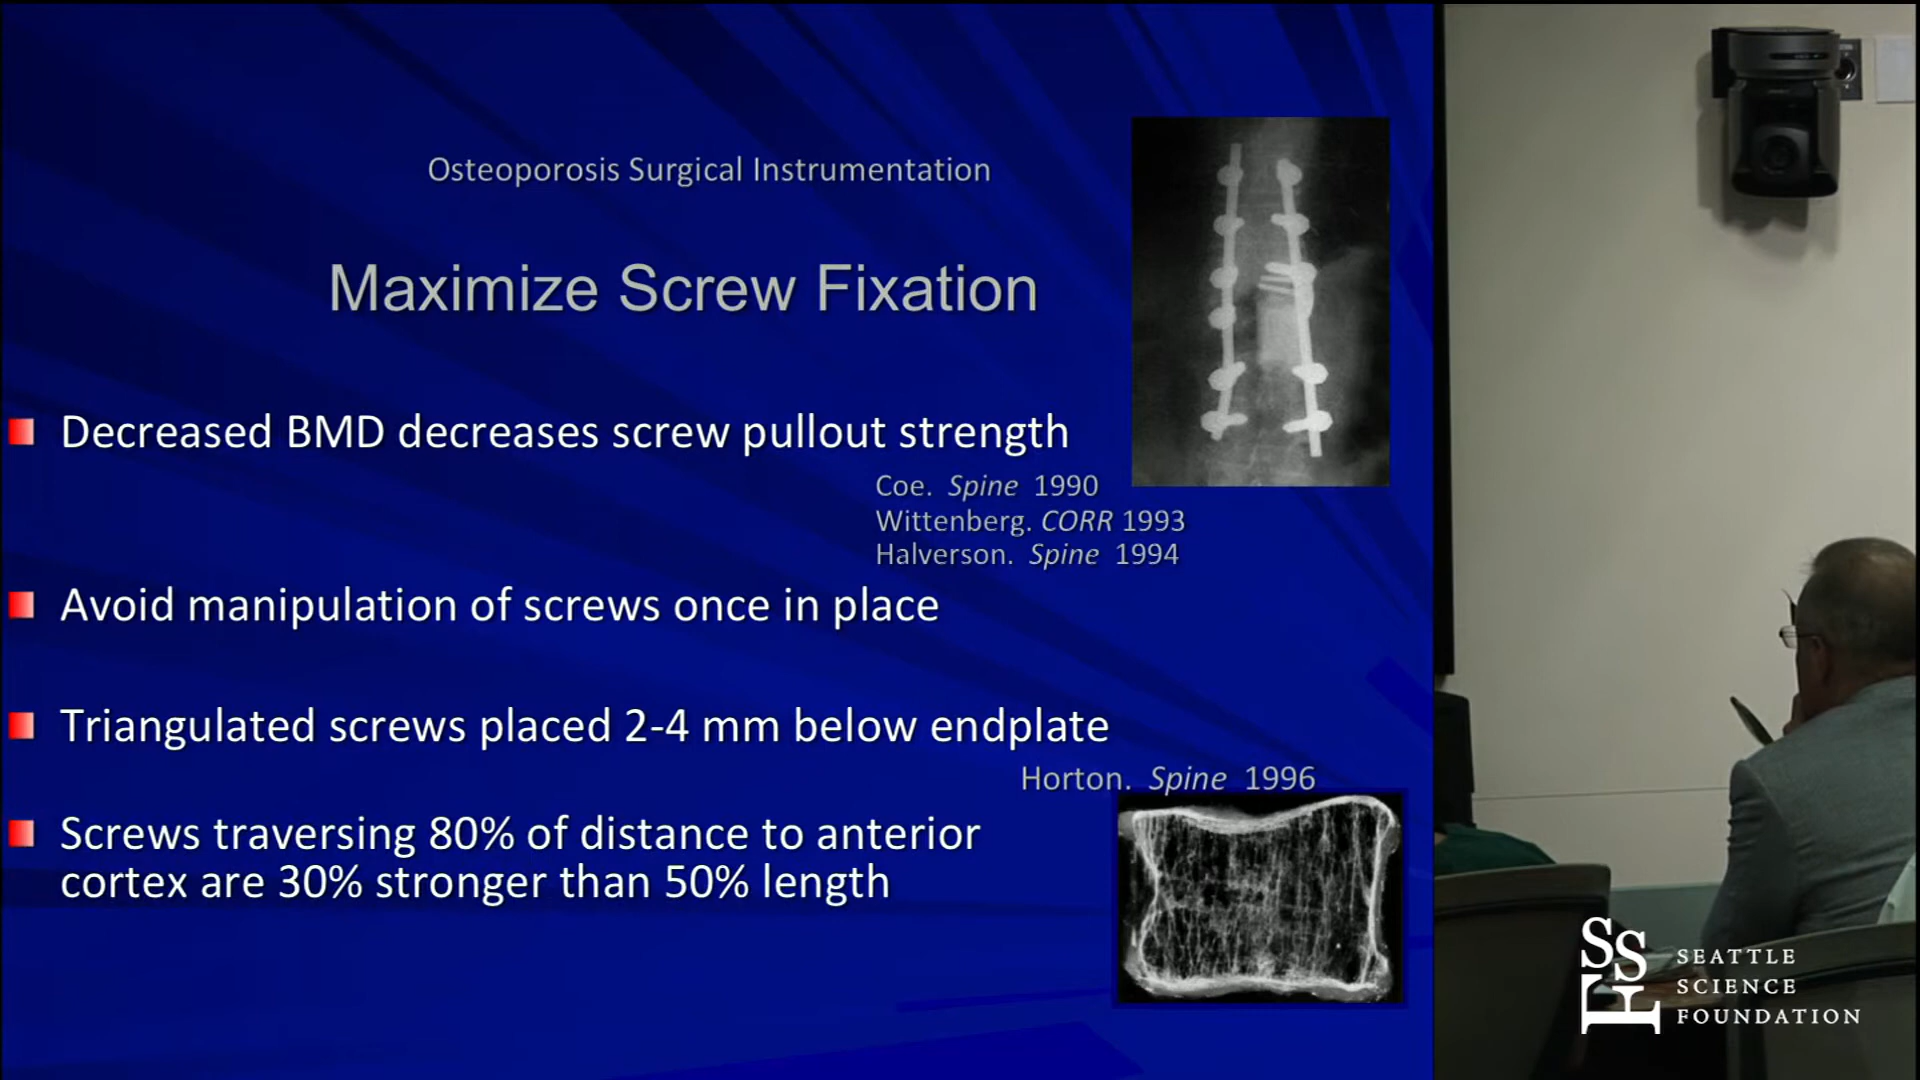 Osteoporosis Surgical Instrumentation
Maximize Screw Fixation
Decreased BMD decreases screw pullout strength
Coe. Spine 1990
Wittenberg. CORR 1993
Halverson. Spine 1994
Avoid manipulation of screws once in place
Triangulated screws placed 2-4 mm below endplate
Horton. Spine 1996
Screws traversing 80% of distance to anterior
cortex are 30% stronger than 50% length
SSF
SEATTLE
SCIENCE
FOUNDATION